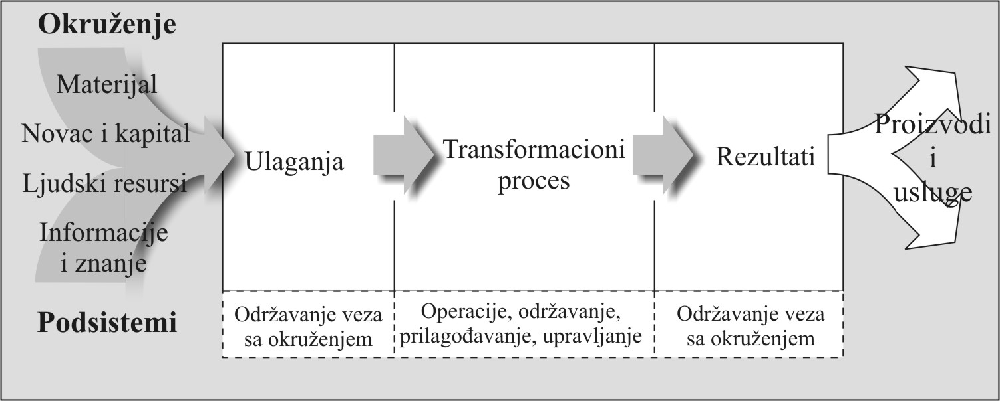 Okruženje
Materijal
Novac i kapital
Ljudski resursi
Informacije
i znanje
Ulaganja
Transformacioni
proces
Rezultati
Proizvodi
i
usluge
Podsistemi
Održavanje veza
sa okruženjem
Operacije, održavanje,
prilagođavanje, upravljanje
Održavanje veza
sa okruženjem